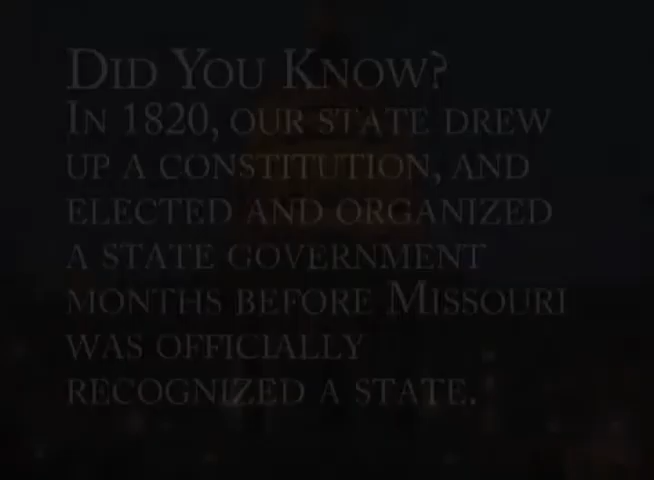 Did You Know?
In 1820, our state drew
up a constitution, and
elected and organized
a state government
months before Missouri
was officially
recognized a state.